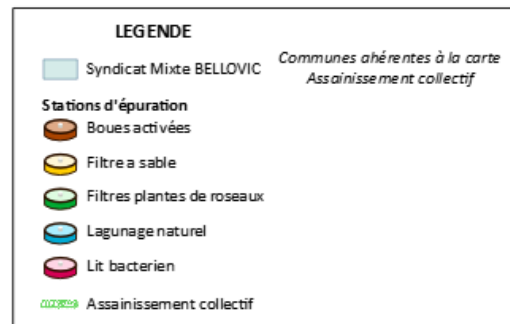 LEGENDE
Syndicat Mixte BELLOVIC
Communes ahérentes à la carte
Assainissement collectif
Stations d'épuration
Boues activées
Filtre a sable
Filtres plantes de roseaux
Lagunage naturel
Lit bacterien
Assainissement collectif